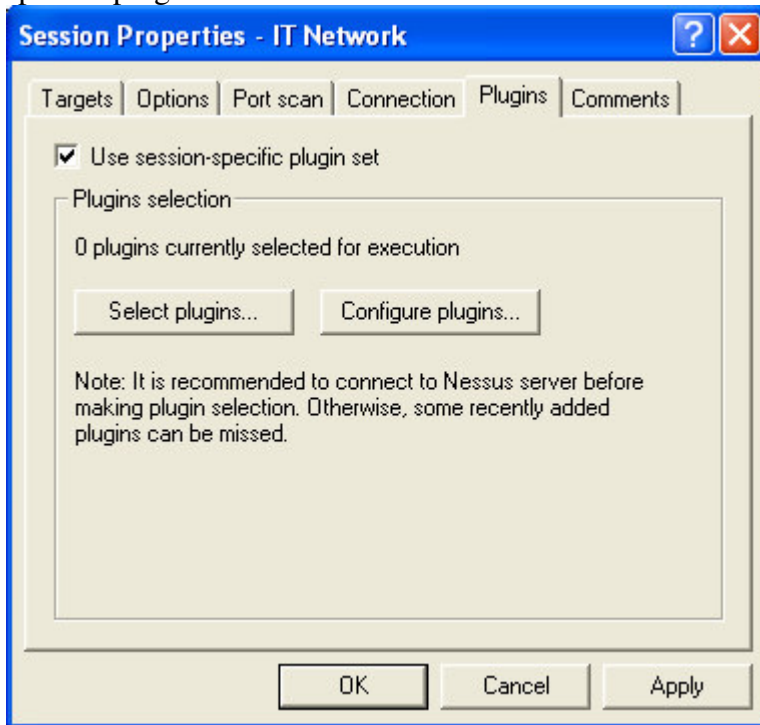 Session Properties - IT Network
Targets Options Port scan Connection Plugins Comments
Use session-specific plugin set
Plugins selection
0 plugins currently selected for execution
Select plugins... Configure plugins...
Note: It is recommended to connect to Nessus server before
making plugin selection. Otherwise, some recently added
plugins can be missed.
OK Cancel Apply